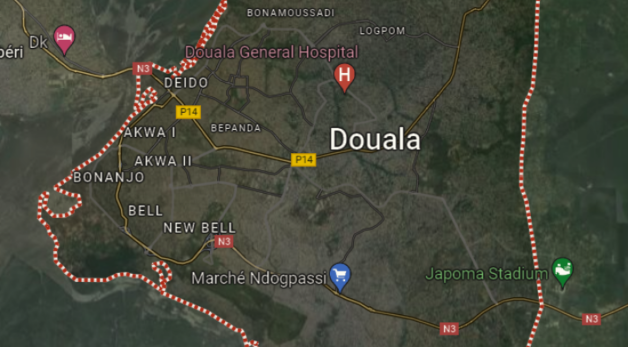 BONAMOUSSADI
LOGPOM
Dk
péri
Douala General Hospital
H
N3
DEIDO
P14
AKWA I
BEPANDA
Douala
P14
AKWA II
BONANJO
BELL
NEW BELL
N3
Marché Ndogpassi
Japoma Stadium
N3
N3